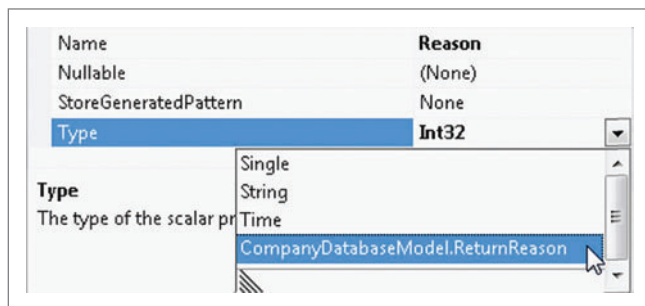 Name Reason
Nullable (None)
StoreGeneratedPattern None
Type Int32
Single
String
Time
CompanyDatabaseModel.ReturnReason
Type
The type of the scalar pr